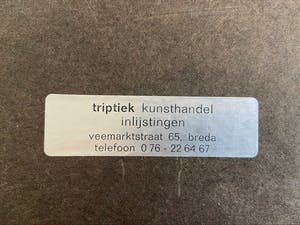 triptiek kunsthandel
inlijstingen
veemarktstraat 65, breda
telefoon 0 76 - 22 64 67